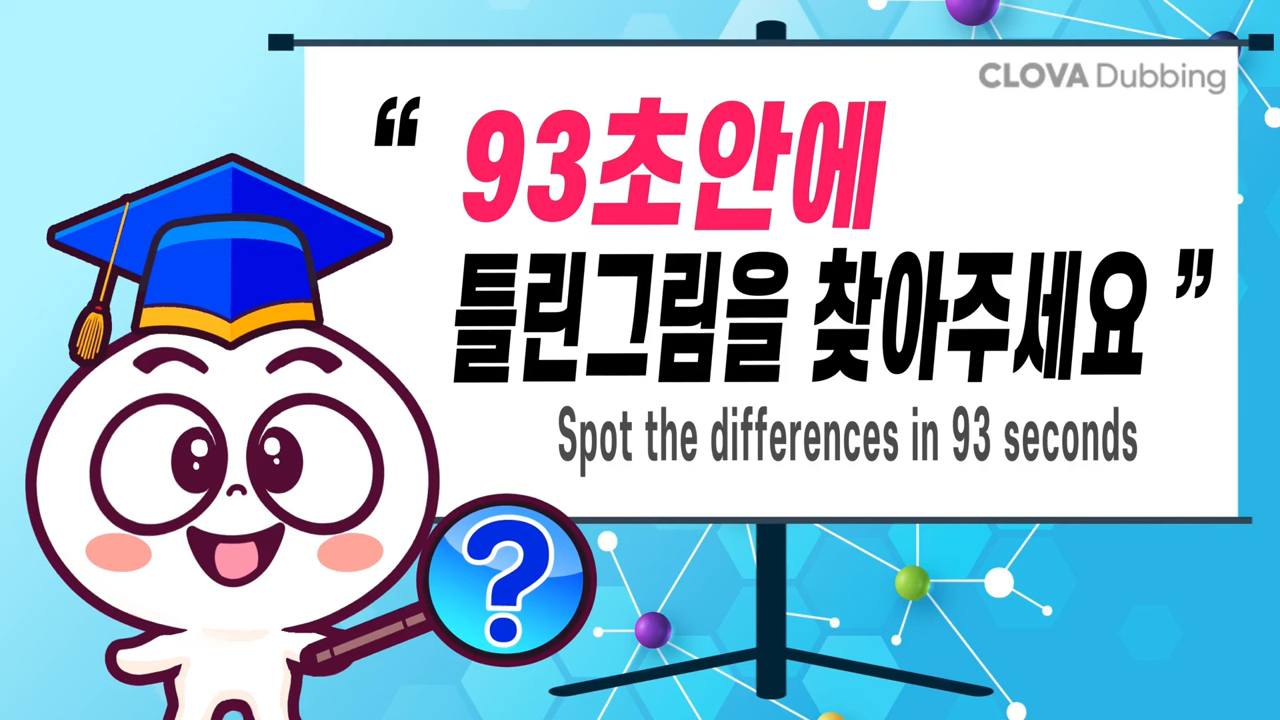 CLOVA Dubbing
“ 93초안에
틀린그림을 찾아주세요 ”
Spot the differences in 93 seconds
?